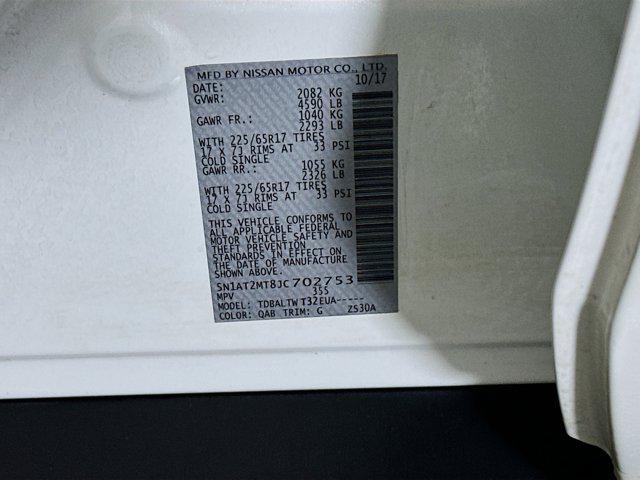 MFD BY NISSAN MOTOR CO., LTD.
DATE: 10/17
GVWR: 2082 KG
4590 LB
GAWR FR.: 1040 KG
2293 LB
WITH 225/65R17 TIRES
17 X 7J RIMS AT 33 PSI
COLD SINGLE
GAWR RR.: 1055 KG
2326 LB
WITH 225/65R17 TIRES
17 X 7J RIMS AT 33 PSI
COLD SINGLE
THIS VEHICLE CONFORMS TO
ALL APPLICABLE FEDERAL
MOTOR VEHICLE SAFETY AND
THEFT PREVENTION
STANDARDS IN EFFECT ON
THE DATE OF MANUFACTURE
SHOWN ABOVE.
5N1AT2MT8JC702753
MPV 355
MODEL: TDBALTWT32EUA-----
COLOR: QAB TRIM: G ZS30A